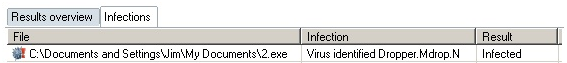 Results overview Infections
File Infection Result
C:\Documents and Settings\Jim\My Documents\2.exe Virus identified Dropper.Mdrop.N Infected